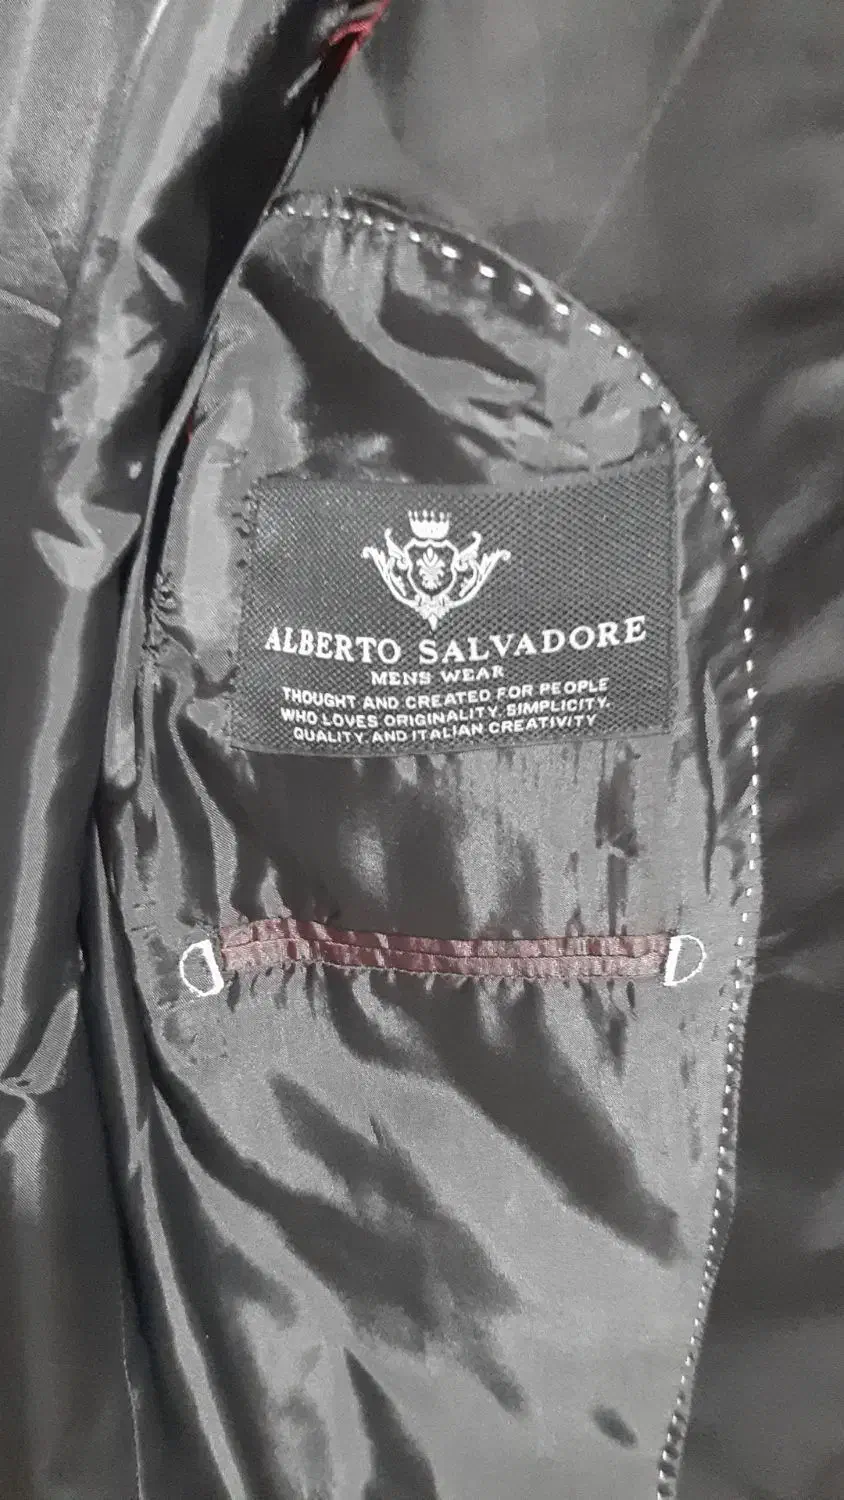 ALBERTO SALVADORE
MENS WEAR
THOUGHT AND CREATED FOR PEOPLE
WHO LOVES ORIGINALITY, SIMPLICITY,
QUALITY AND ITALIAN CREATIVITY